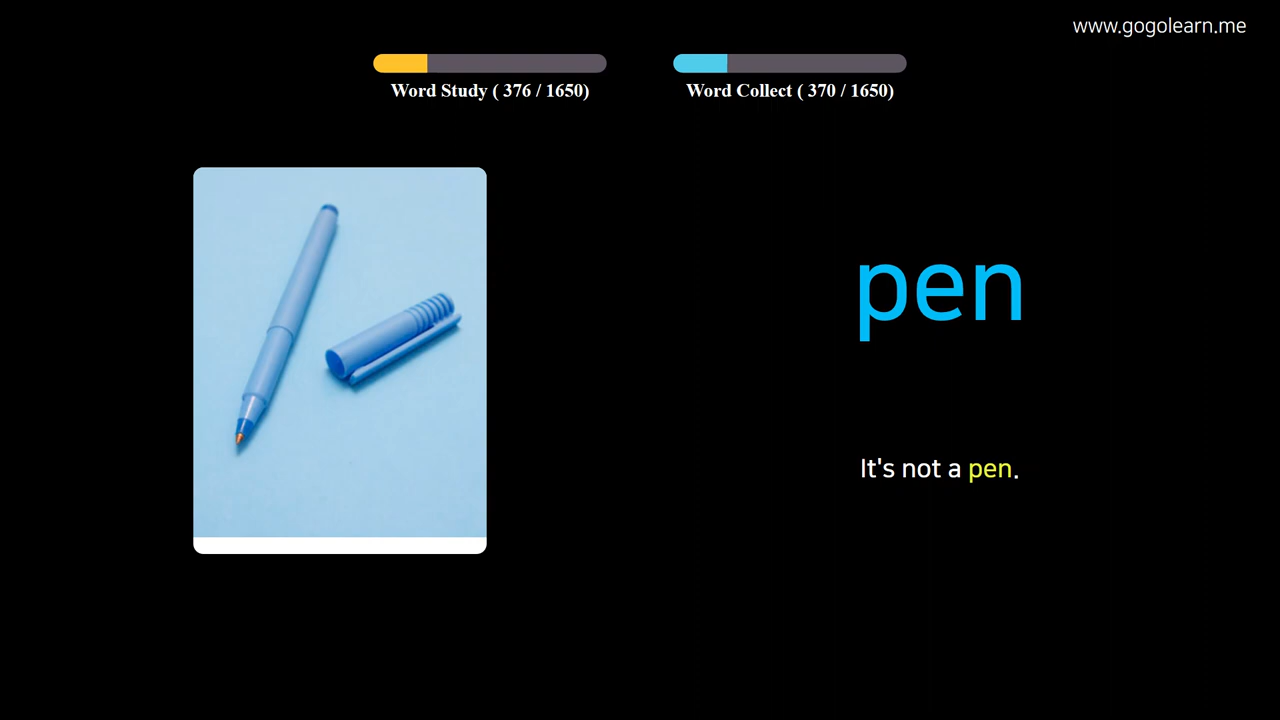 www.gogolearn.me
Word Study ( 376 / 1650)
Word Collect ( 370 / 1650)
pen
It's not a pen.